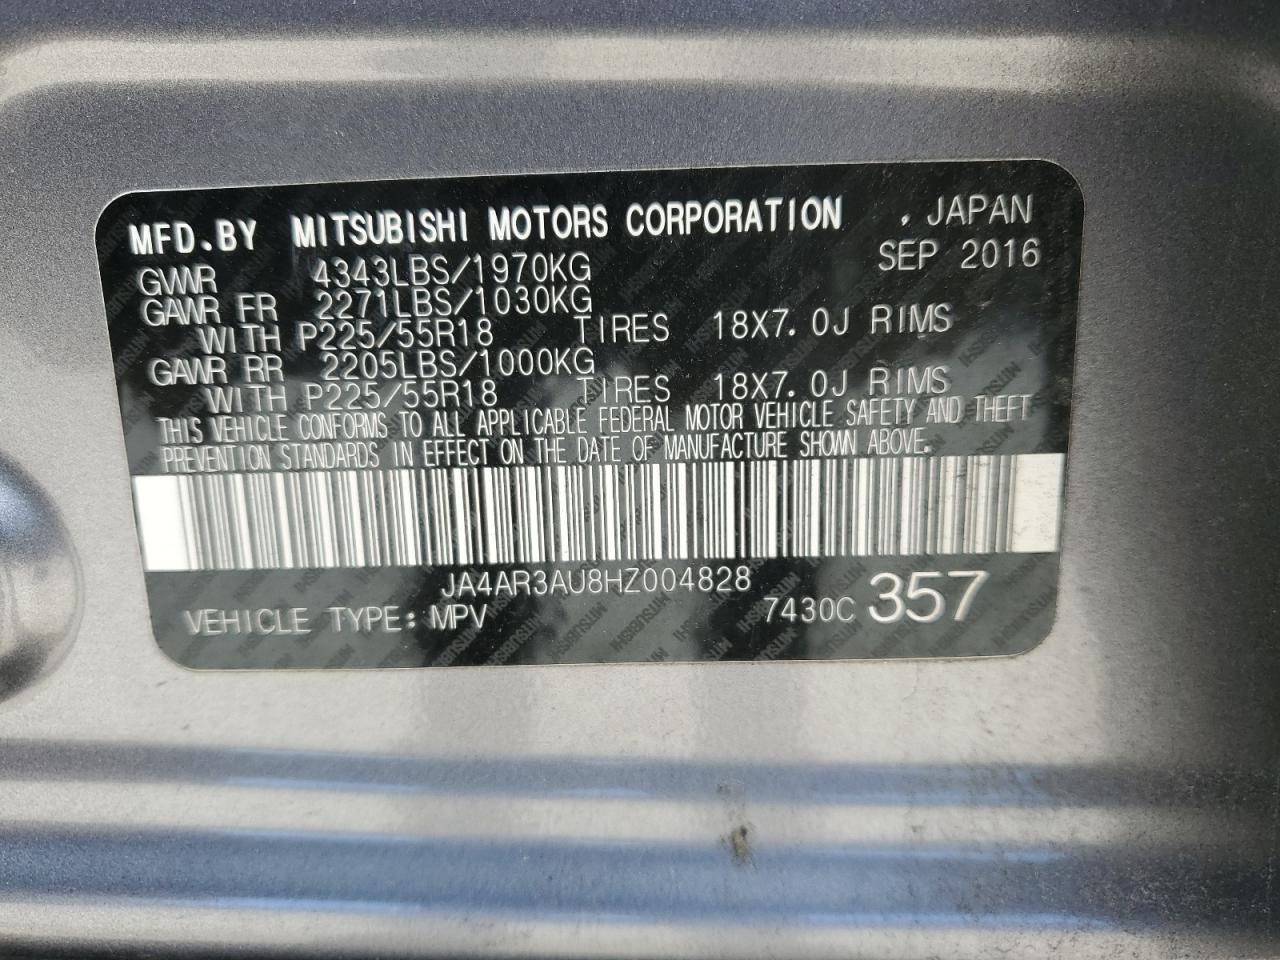 MFD.BY MITSUBISHI MOTORS CORPORATION , JAPAN
SEP 2016
GVWR 4343LBS/1970KG
GAWR FR 2271LBS/1030KG
WITH P225/55R18 TIRES 18X7.0J RIMS
GAWR RR 2205LBS/1000KG
WITH P225/55R18 TIRES 18X7.0J RIMS
THIS VEHICLE CONFORMS TO ALL APPLICABLE FEDERAL MOTOR VEHICLE SAFETY AND THEFT
PREVENTION STANDARDS IN EFFECT ON THE DATE OF MANUFACTURE SHOWN ABOVE.
JA4AR3AU8HZ004828
VEHICLE TYPE: MPV 7430C 357